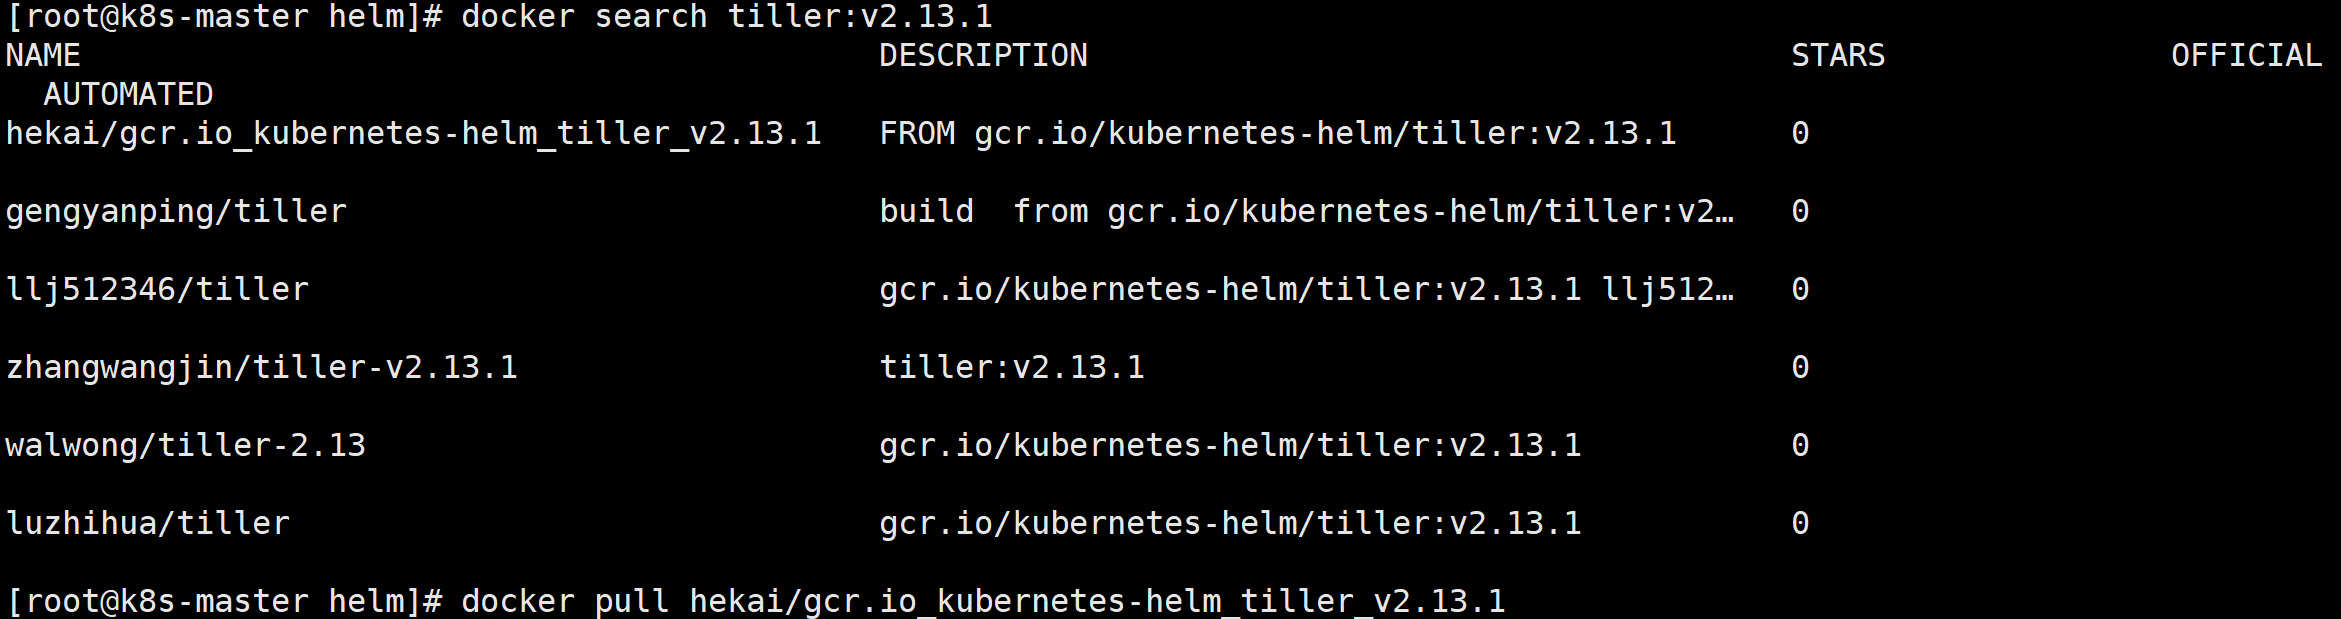 [root@k8s-master helm]# docker search tiller:v2.13.1
NAME DESCRIPTION STARS OFFICIAL
AUTOMATED
hekai/gcr.io_kubernetes-helm_tiller_v2.13.1 FROM gcr.io/kubernetes-helm/tiller:v2.13.1 0
gengyanping/tiller build  from gcr.io/kubernetes-helm/tiller:v2… 0
llj512346/tiller gcr.io/kubernetes-helm/tiller:v2.13.1 llj512… 0
zhangwangjin/tiller-v2.13.1 tiller:v2.13.1 0
walwong/tiller-2.13 gcr.io/kubernetes-helm/tiller:v2.13.1 0
luzhihua/tiller gcr.io/kubernetes-helm/tiller:v2.13.1 0
[root@k8s-master helm]# docker pull hekai/gcr.io_kubernetes-helm_tiller_v2.13.1